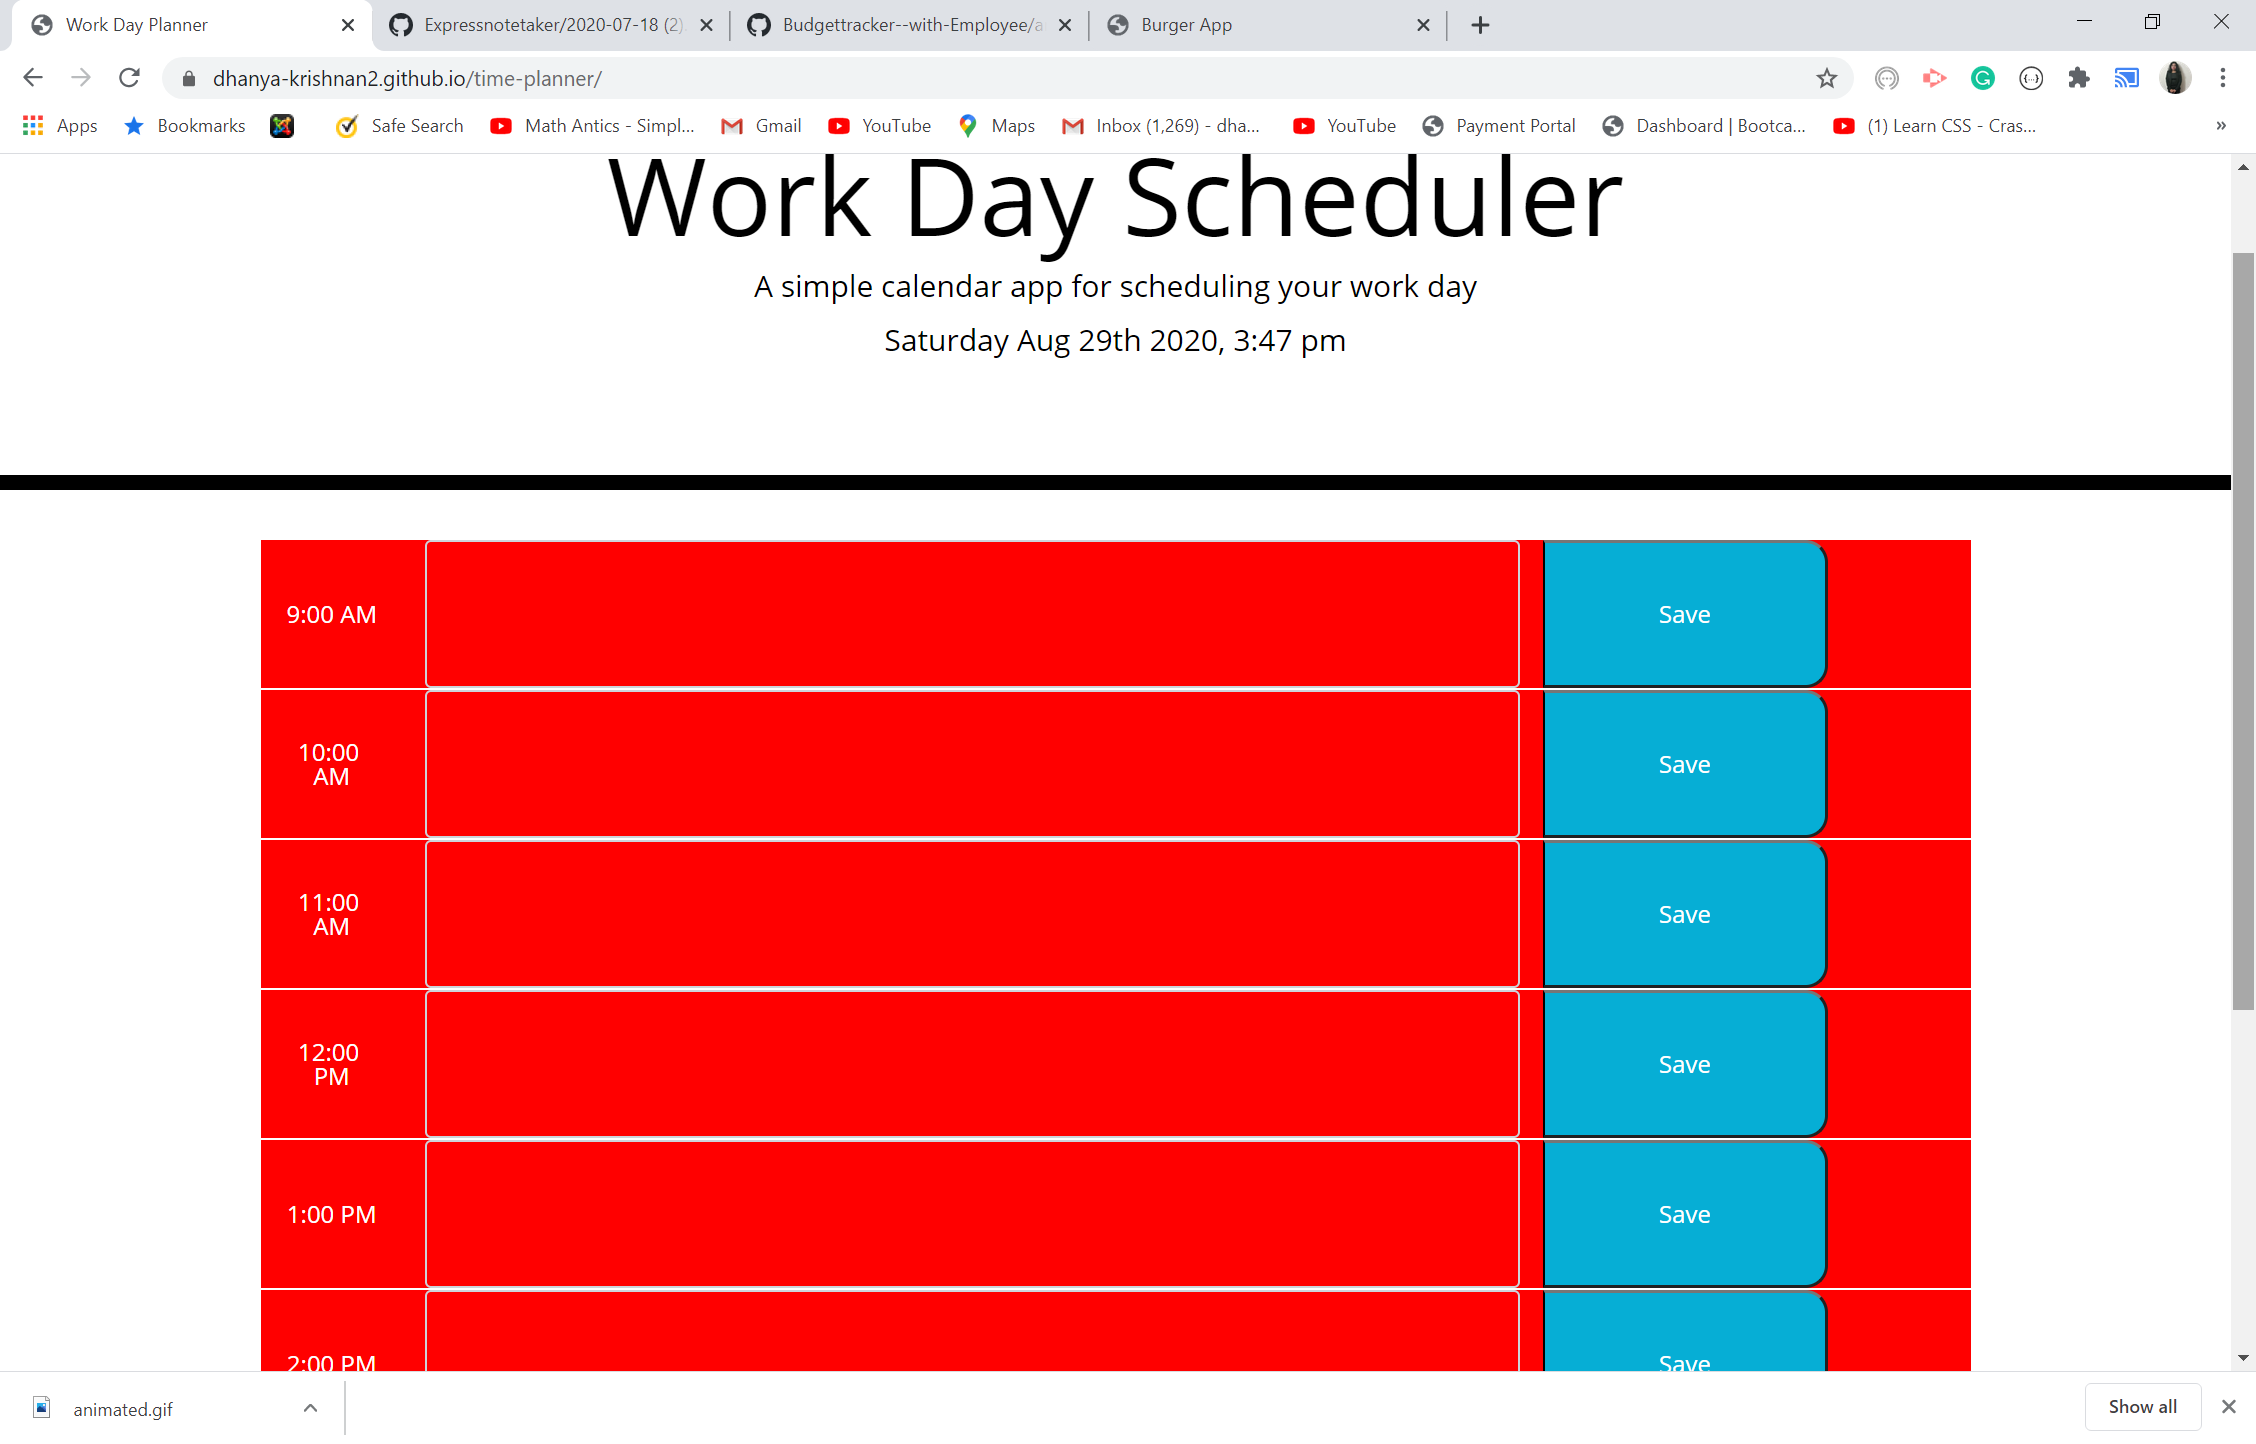 Work Day Planner
Expressnotetaker/2020-07-18 (2)
Budgettracker--with-Employee/a
Burger App
dhanya-krishnan2.github.io/time-planner/
Apps
Bookmarks
Safe Search
Math Antics - Simpl...
Gmail
YouTube
Maps
Inbox (1,269) - dha...
YouTube
Payment Portal
Dashboard | Bootca...
(1) Learn CSS - Cras...
»
Work Day Scheduler
A simple calendar app for scheduling your work day
Saturday Aug 29th 2020, 3:47 pm
9:00 AM
Save
10:00
AM
Save
11:00
AM
Save
12:00
PM
Save
1:00 PM
Save
2:00 PM
Save
animated.gif
Show all